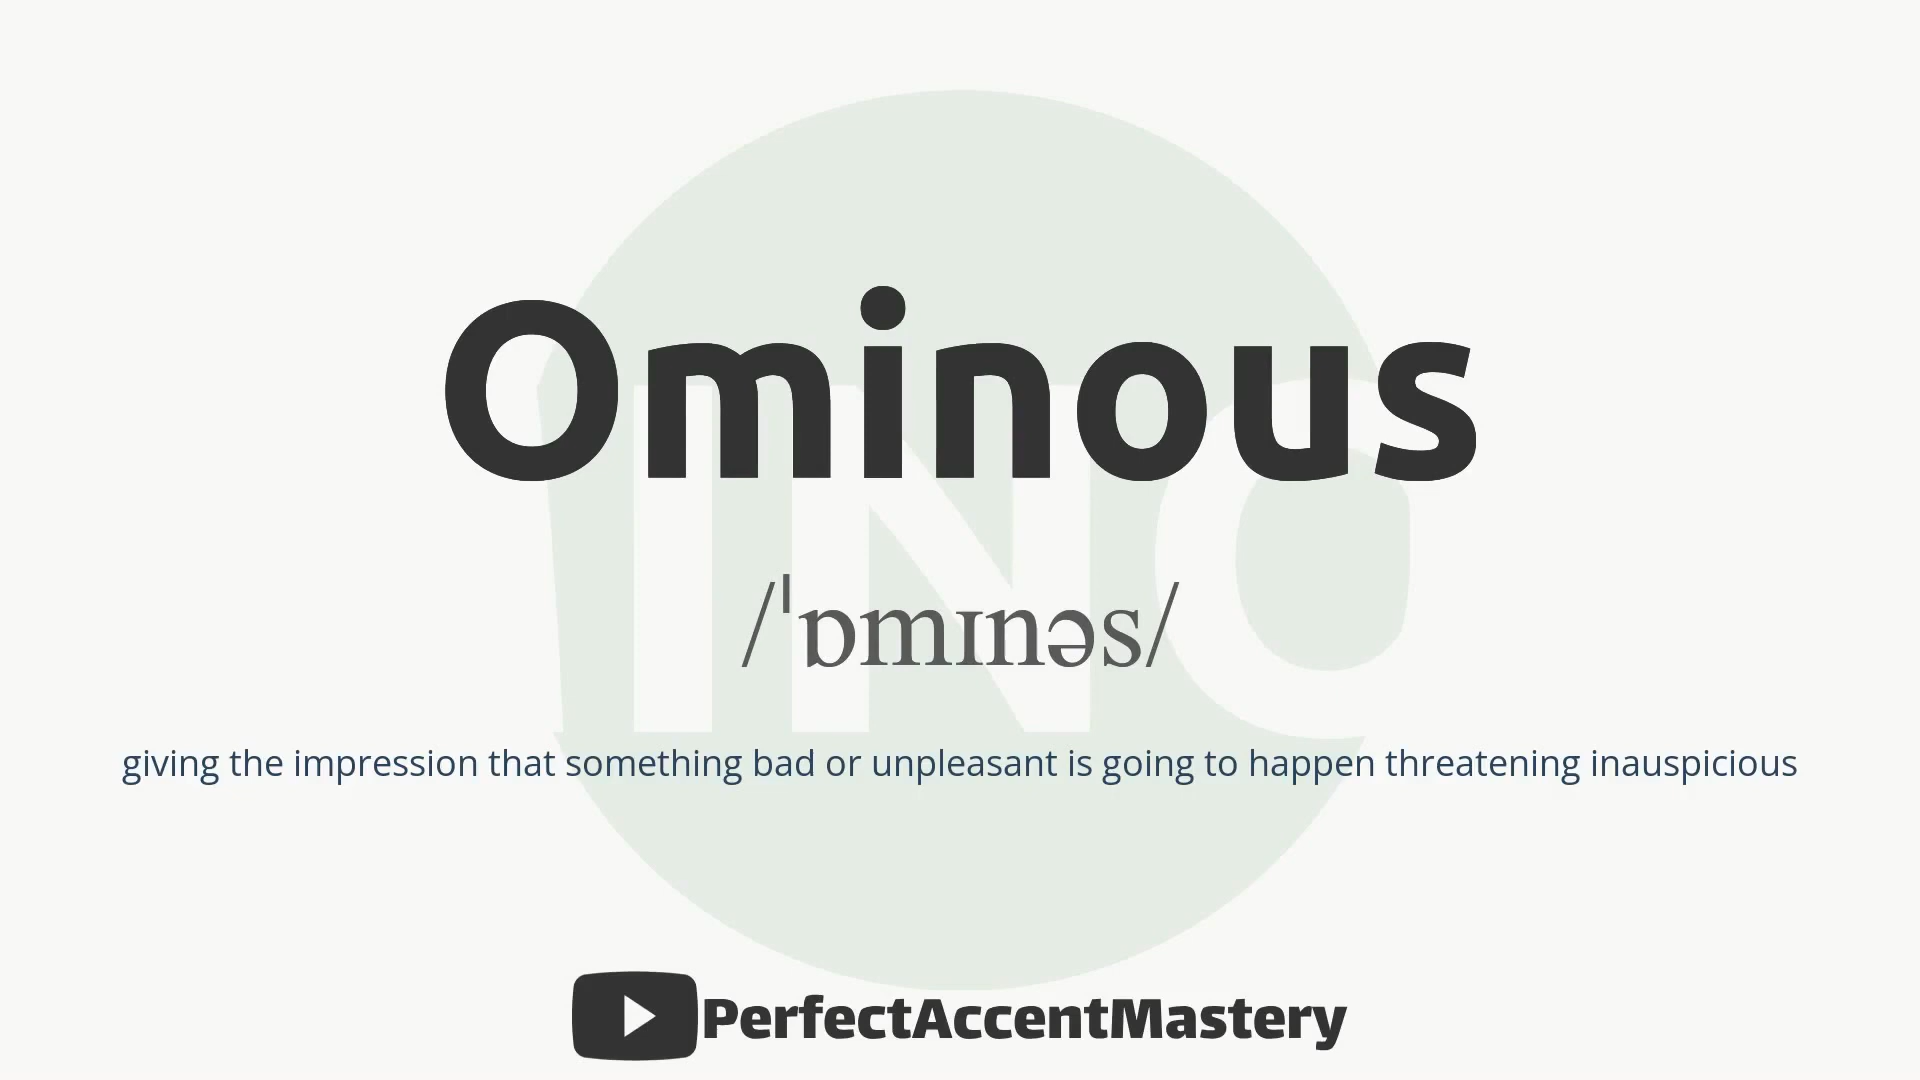 Ominous
/ˈɒmɪnəs/
giving the impression that something bad or unpleasant is going to happen threatening inauspicious
PerfectAccentMastery